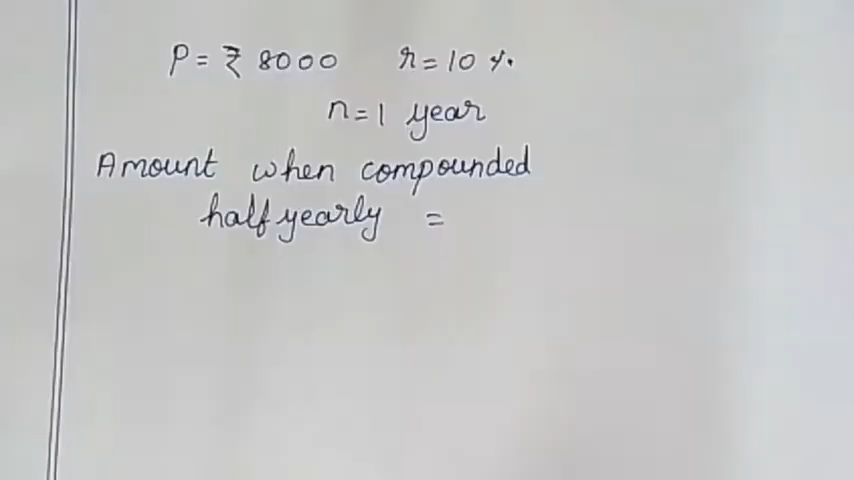 P = ₹ 8000 r = 10 %.
n = 1 year
Amount when compounded
half yearly =